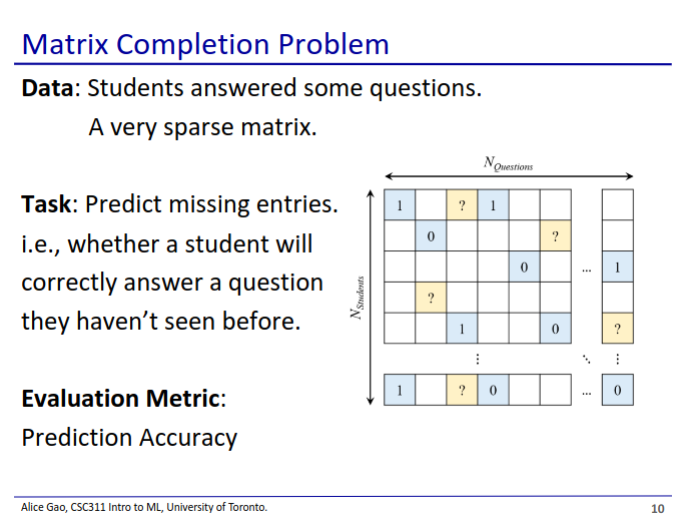 Matrix Completion Problem
Data: Students answered some questions.
A very sparse matrix.
Task: Predict missing entries.
i.e., whether a student will
correctly answer a question
they haven’t seen before.
Evaluation Metric:
Prediction Accuracy
N Questions
N Students
1 ? 1
0 ?
0 ... 1
?
1 0 ?
⋮ ⋱ ⋮
1 ? 0 ... 0
Alice Gao, CSC311 Intro to ML, University of Toronto.
10